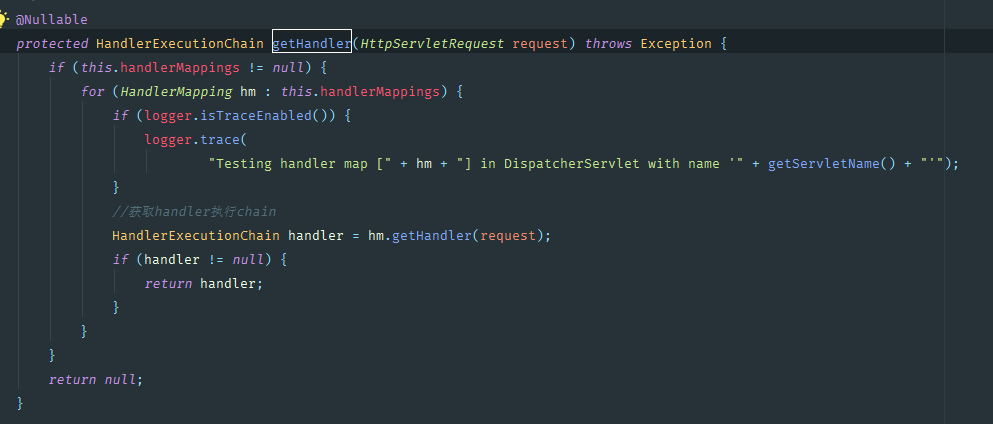 @Nullable
protected HandlerExecutionChain getHandler(HttpServletRequest request) throws Exception {
if (this.handlerMappings != null) {
for (HandlerMapping hm : this.handlerMappings) {
if (logger.isTraceEnabled()) {
logger.trace(
"Testing handler map [" + hm + "] in DispatcherServlet with name '" + getServletName() + "'");
}
//获取handler执行chain
HandlerExecutionChain handler = hm.getHandler(request);
if (handler != null) {
return handler;
}
}
}
return null;
}